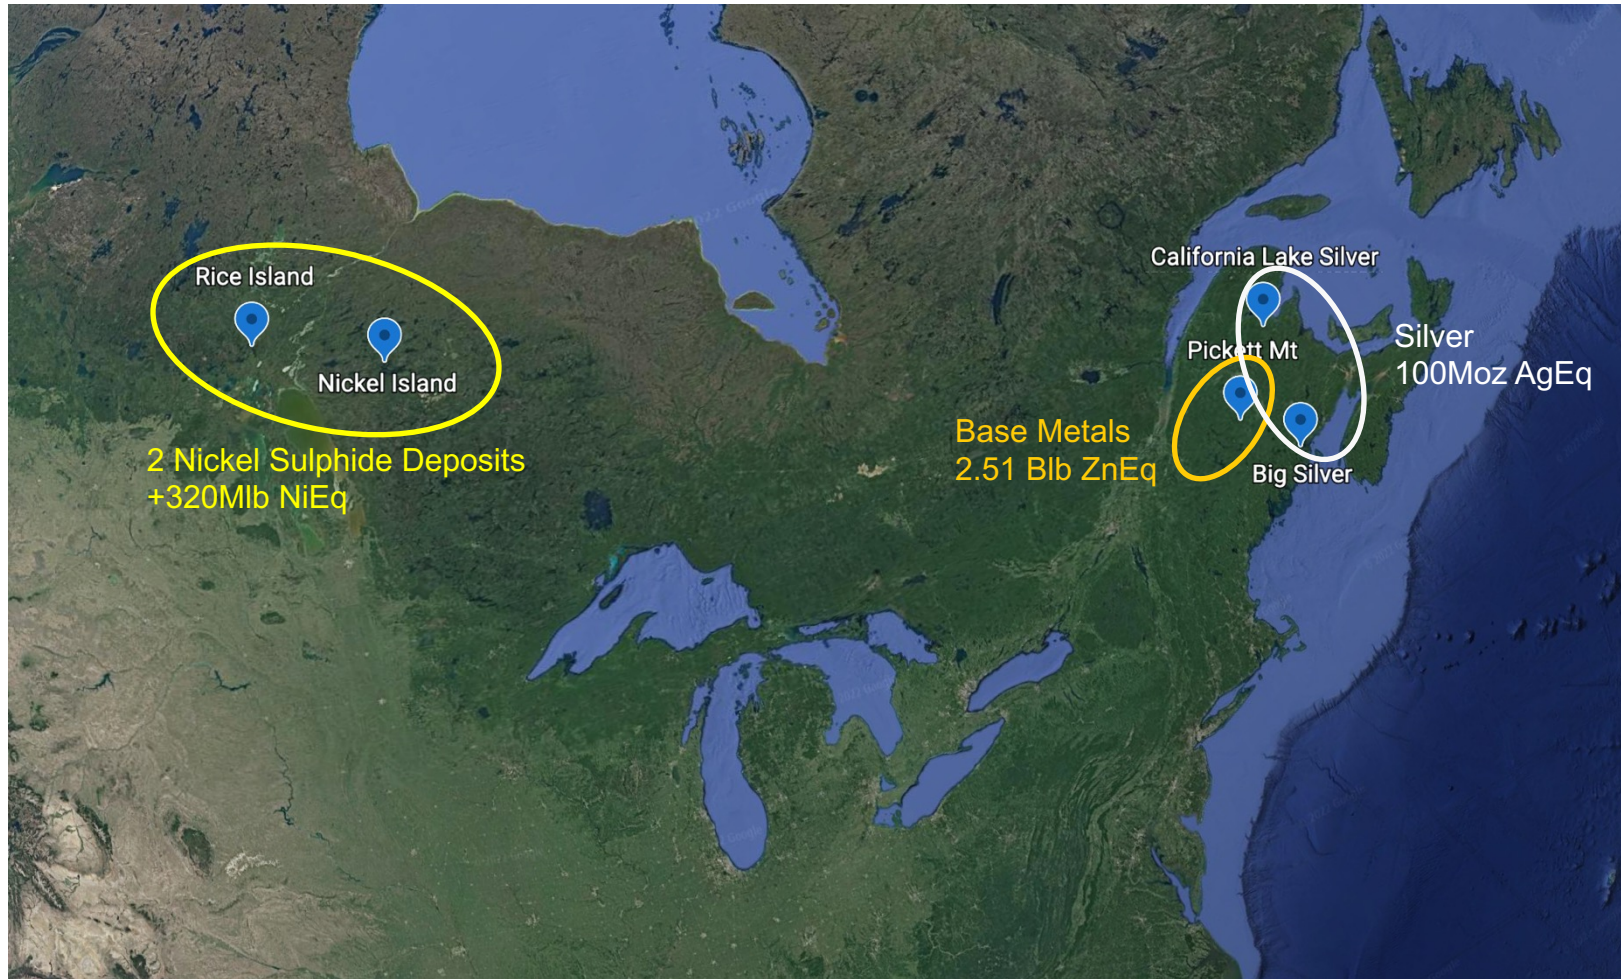 Rice Island
Nickel Island
2 Nickel Sulphide Deposits
+320Mlb NiEq
California Lake Silver
Pickett Mt
Silver
100Moz AgEq
Base Metals
2.51 Blb ZnEq
Big Silver